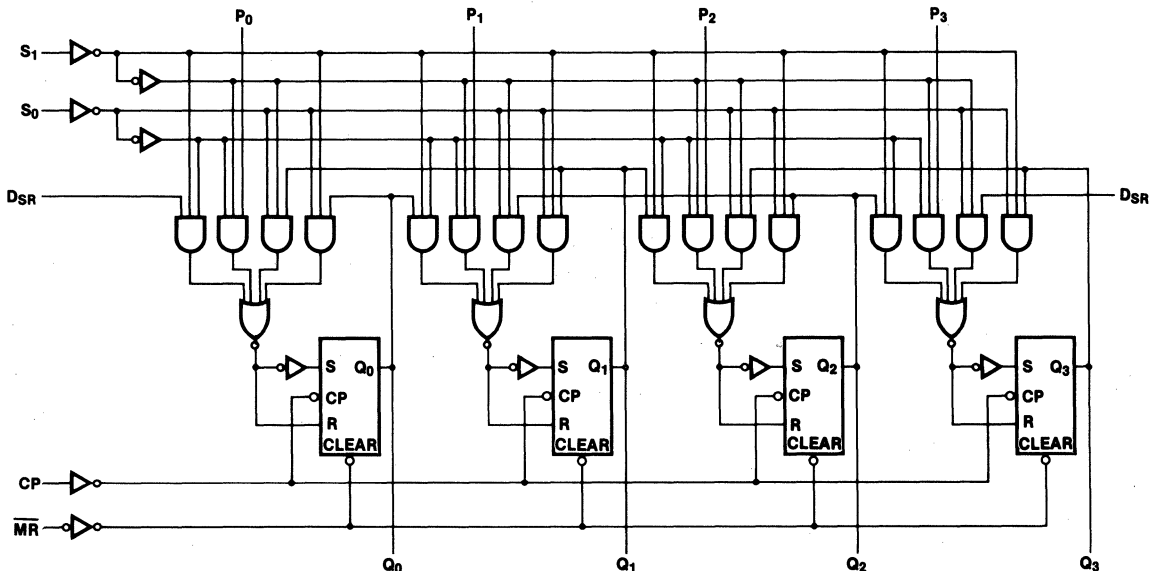 P0 P1 P2 P3
S1
S0
DSR DSR
S Q0 S Q1 S Q2 S Q3
CP CP CP CP
R R R R
CLEAR CLEAR CLEAR CLEAR
CP
M̅R̅
Q0 Q1 Q2 Q3